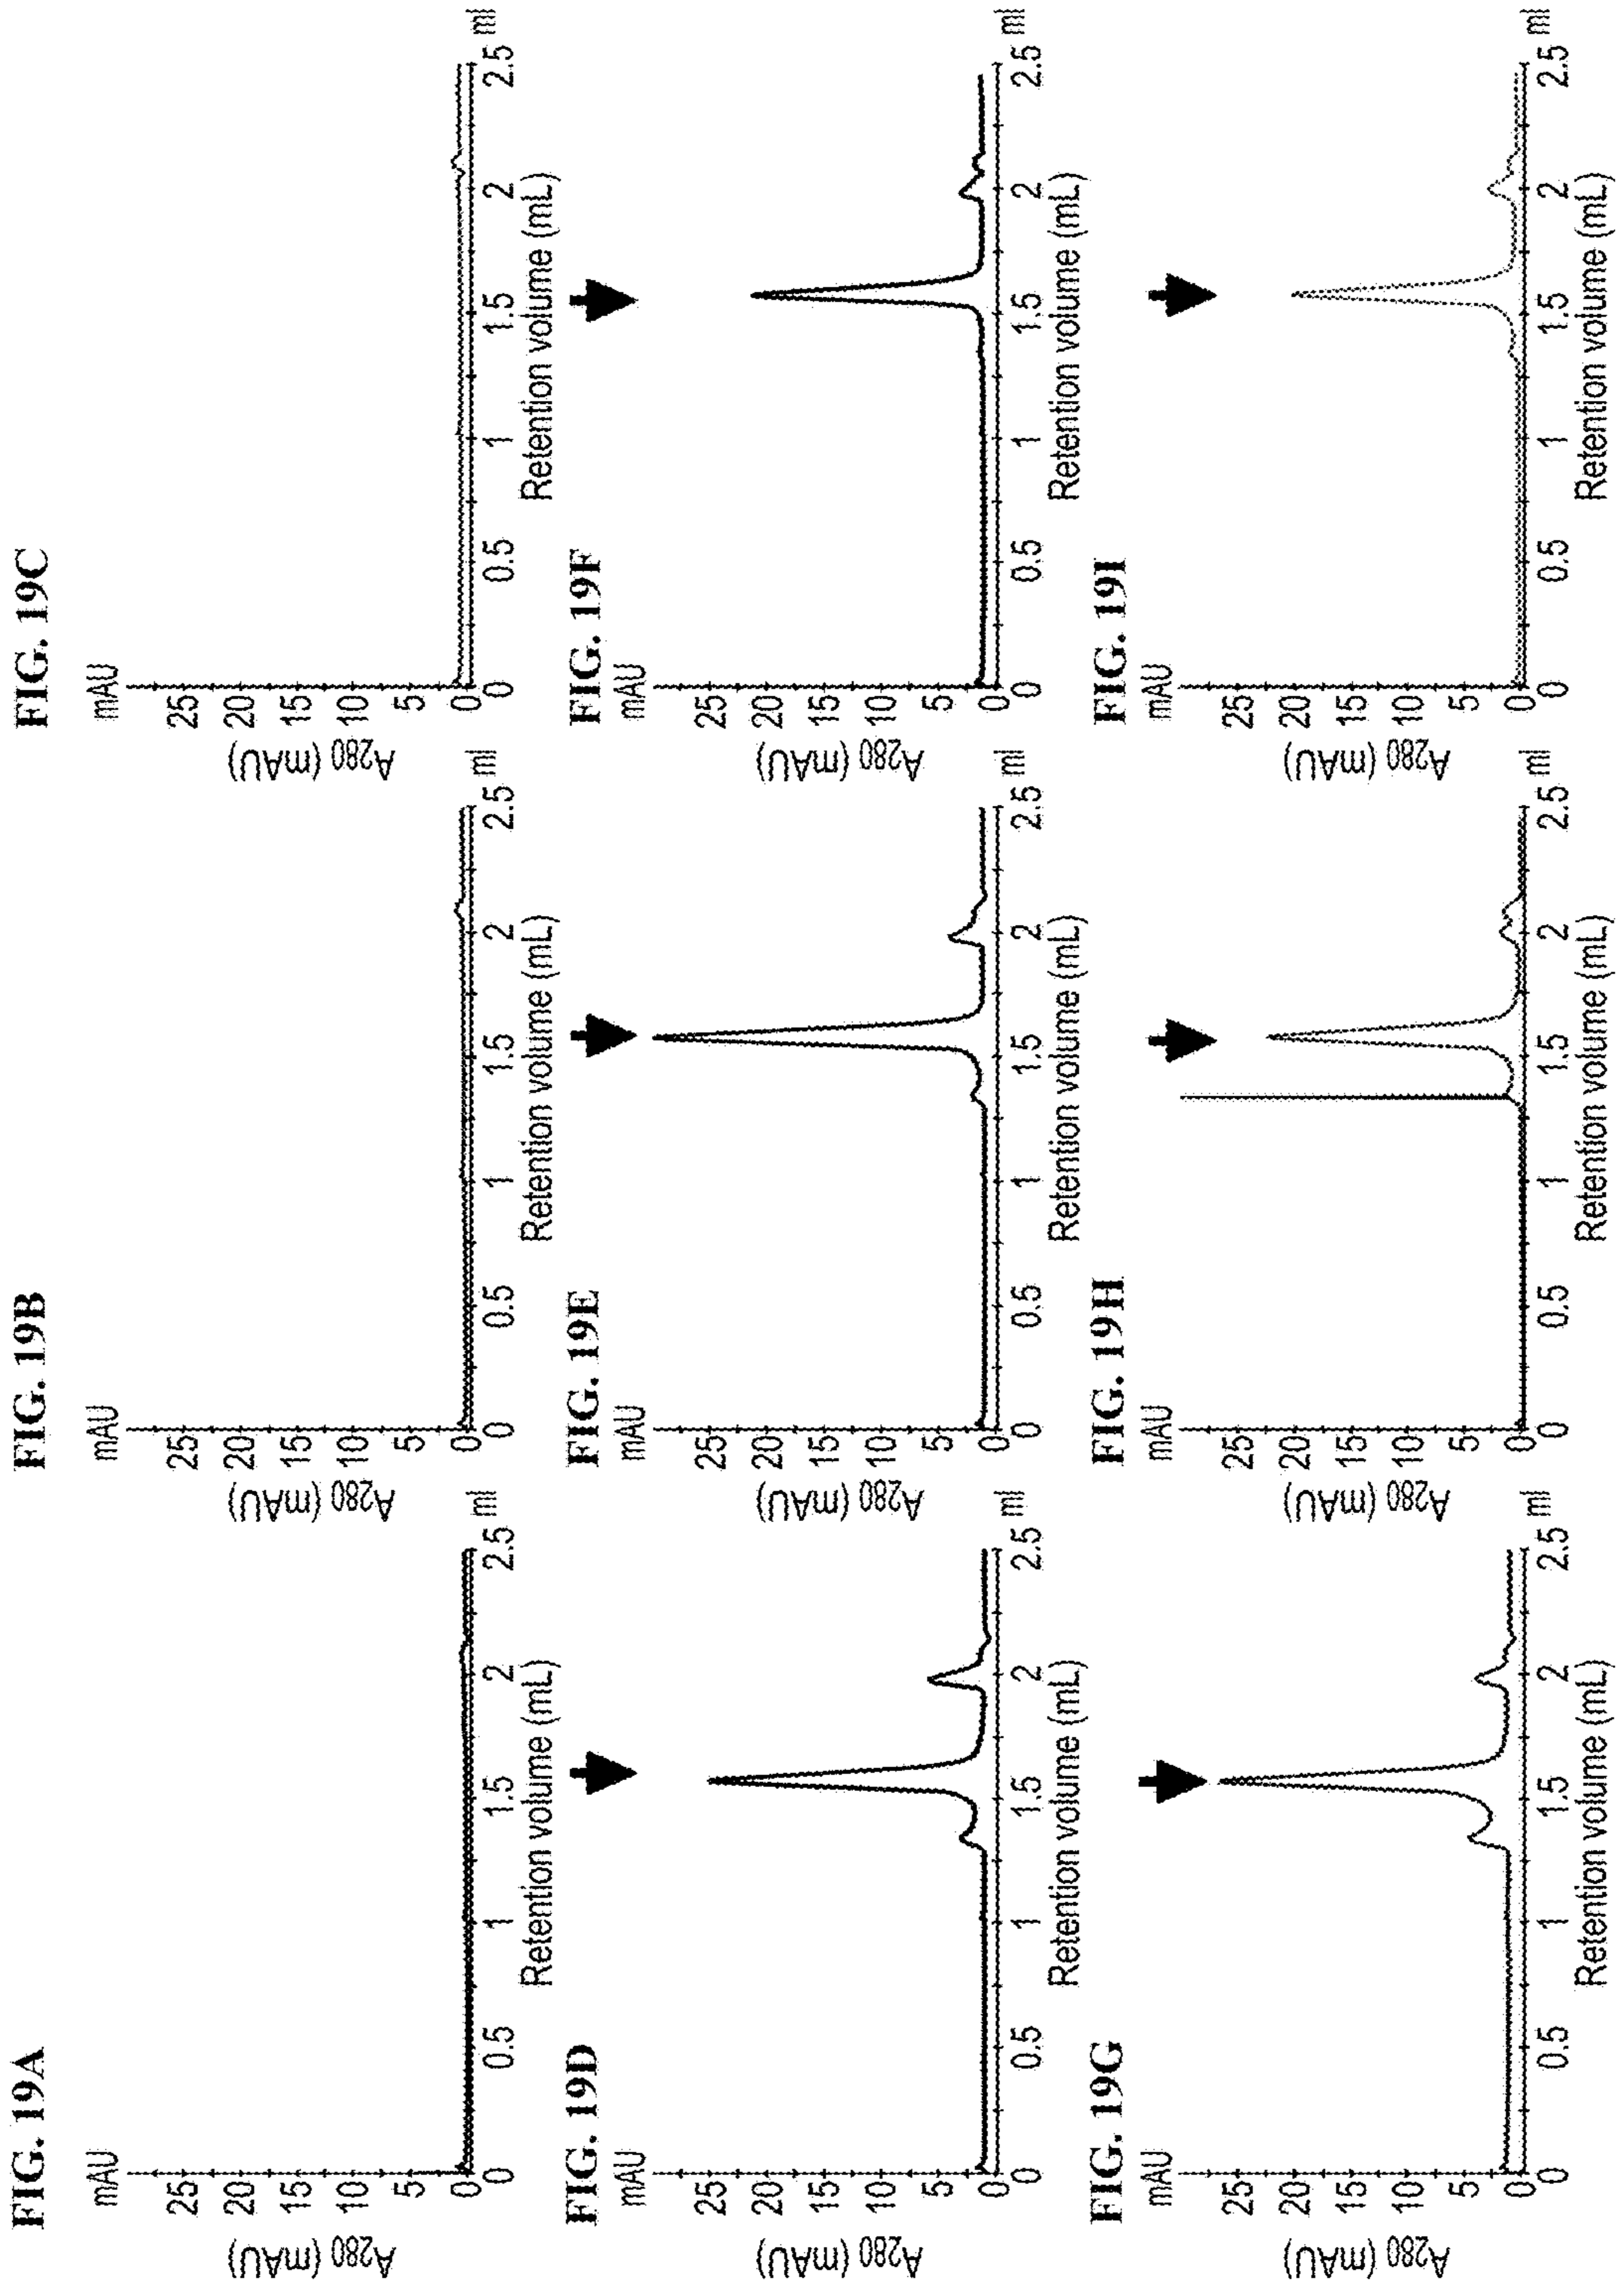 FIG. 19A
mAU
A280 (mAU)
25
20
15
10
5
0
0 0.5 1 1.5 2 2.5 ml
Retention volume (mL)
FIG. 19B
mAU
A280 (mAU)
25
20
15
10
5
0
0 0.5 1 1.5 2 2.5 ml
Retention volume (mL)
FIG. 19C
mAU
A280 (mAU)
25
20
15
10
5
0
0 0.5 1 1.5 2 2.5 ml
Retention volume (mL)
FIG. 19D
mAU
A280 (mAU)
25
20
15
10
5
0
0 0.5 1 1.5 2 2.5 ml
Retention volume (mL)
FIG. 19E
mAU
A280 (mAU)
25
20
15
10
5
0
0 0.5 1 1.5 2 2.5 ml
Retention volume (mL)
FIG. 19F
mAU
A280 (mAU)
25
20
15
10
5
0
0 0.5 1 1.5 2 2.5 ml
Retention volume (mL)
FIG. 19G
mAU
A280 (mAU)
25
20
15
10
5
0
0 0.5 1 1.5 2 2.5 ml
Retention volume (mL)
FIG. 19H
mAU
A280 (mAU)
25
20
15
10
5
0
0 0.5 1 1.5 2 2.5 ml
Retention volume (mL)
FIG. 19I
mAU
A280 (mAU)
25
20
15
10
5
0
0 0.5 1 1.5 2 2.5 ml
Retention volume (mL)